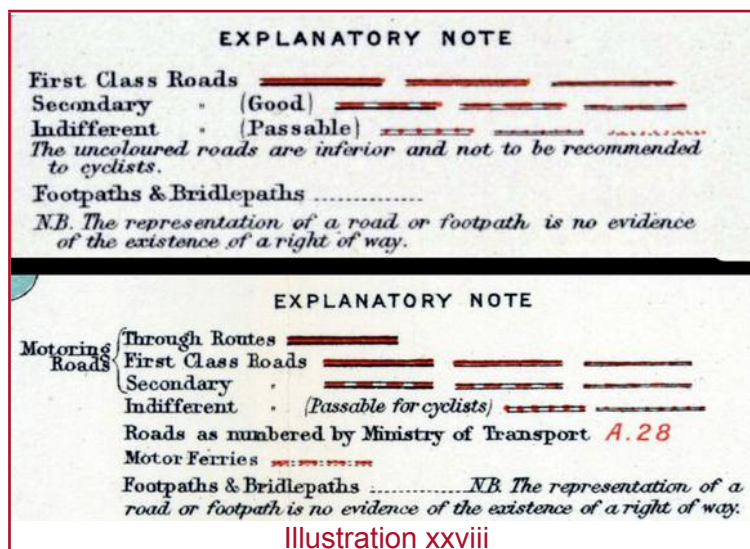 EXPLANATORY NOTE
First Class Roads
Secondary " (Good)
Indifferent " (Passable)
The uncoloured roads are inferior and not to be recommended
to cyclists.
Footpaths & Bridlepaths ..............
N.B. The representation of a road or footpath is no evidence
of the existence of a right of way.
EXPLANATORY NOTE
Motoring Roads
Through Routes
First Class Roads
Secondary "
Indifferent " (Passable for cyclists)
Roads as numbered by Ministry of Transport A.28
Motor Ferries
Footpaths & Bridlepaths .............. N.B. The representation of a
road or footpath is no evidence of the existence of a right of way.
Illustration xxviii